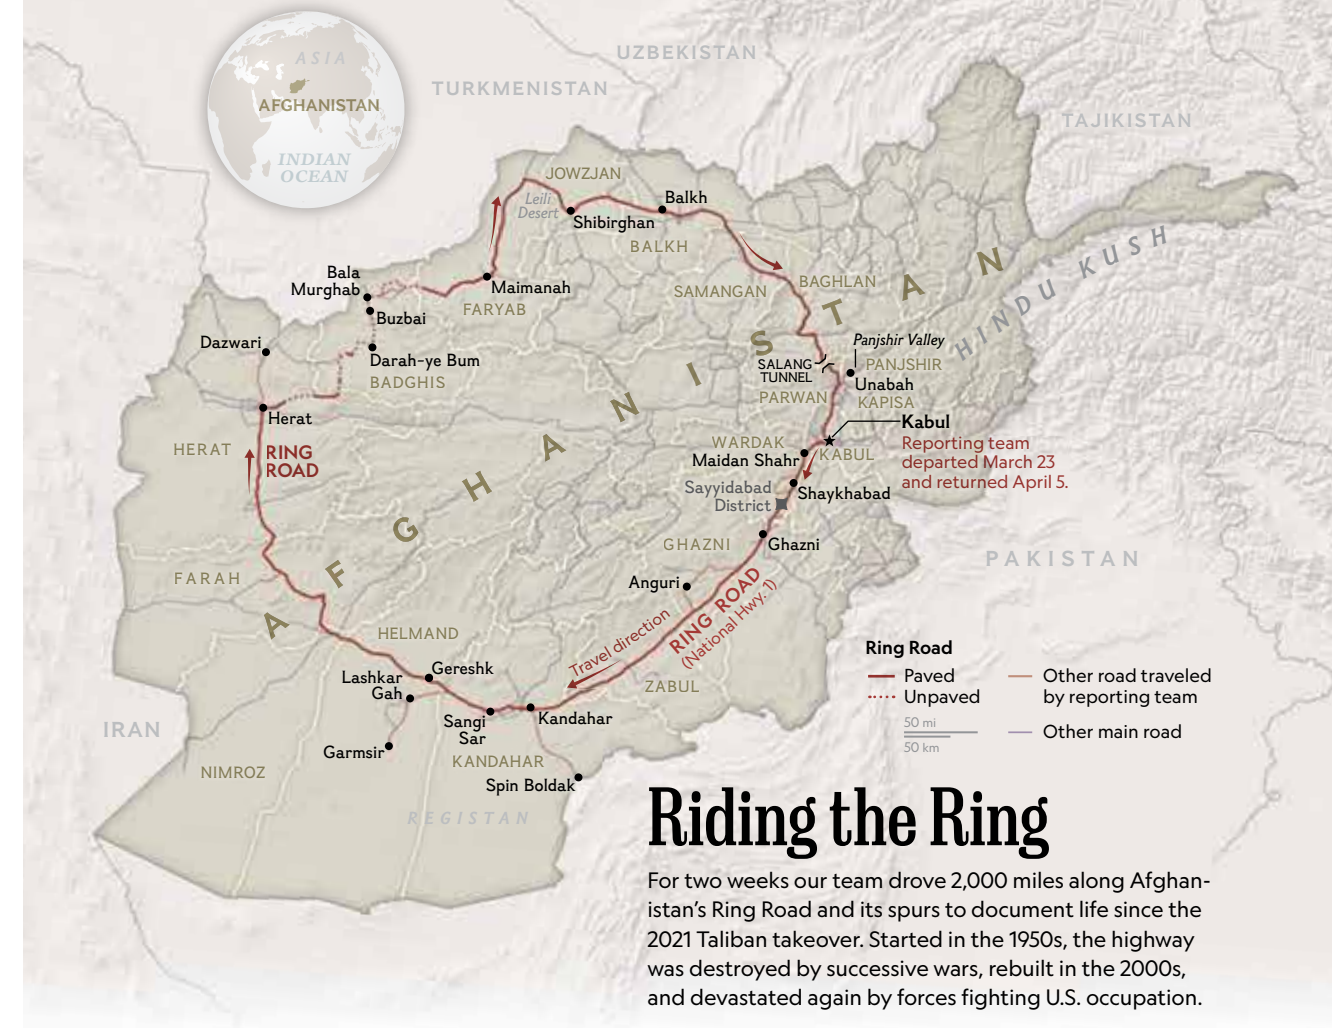 ASIA
AFGHANISTAN
INDIAN
OCEAN
UZBEKISTAN
TURKMENISTAN
TAJIKISTAN
JOWZJAN
Leili
Desert
Shibirghan
Balkh
BALKH
Bala
Murghab
Buzbai
Maimanah
FARYAB
SAMANGAN
BAGHLAN
HINDU KUSH
Dazwari
Darah-ye Bum
BADGHIS
Panjshir Valley
SALANG
TUNNEL
PANJSHIR
Unabah
PARWAN
KAPISA
Herat
HERAT
RING
ROAD
AFGHANISTAN
WARDAK
Maidan Shahr
KABUL
Kabul
Reporting team
departed March 23
and returned April 5.
Sayyidabad
District
Shaykhabad
GHAZNI
Ghazni
PAKISTAN
FARAH
Anguri
RING ROAD
(National Hwy. 1)
Travel direction
HELMAND
Lashkar
Gah
Gereshk
ZABUL
Sangi
Sar
Kandahar
IRAN
Garmsir
KANDAHAR
NIMROZ
Spin Boldak
REGISTAN
Ring Road
Paved
Unpaved
50 mi
50 km
Other road traveled
by reporting team
Other main road
Riding the Ring
For two weeks our team drove 2,000 miles along Afghan-
istan's Ring Road and its spurs to document life since the
2021 Taliban takeover. Started in the 1950s, the highway
was destroyed by successive wars, rebuilt in the 2000s,
and devastated again by forces fighting U.S. occupation.